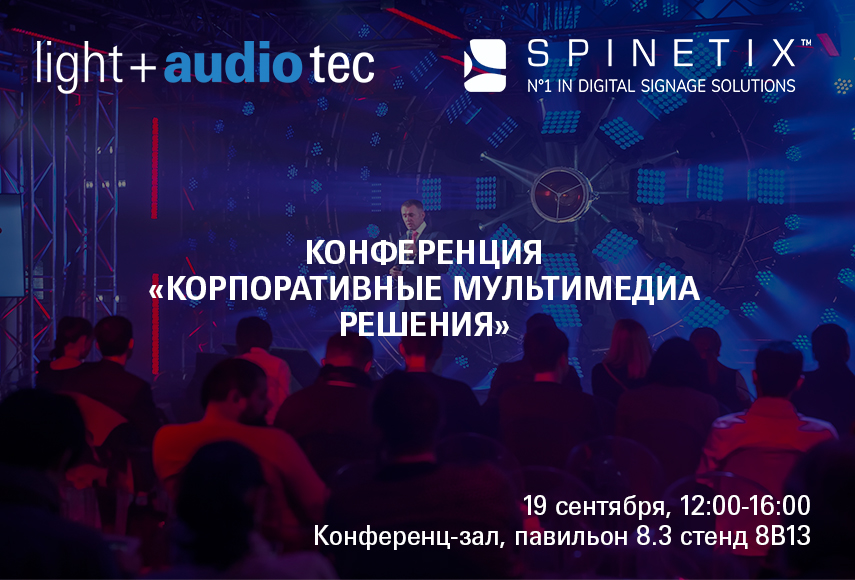 light + audio tec
SPINETIX™
N°1 IN DIGITAL SIGNAGE SOLUTIONS
КОНФЕРЕНЦИЯ
«КОРПОРАТИВНЫЕ МУЛЬТИМЕДИА
РЕШЕНИЯ»
19 сентября, 12:00-16:00
Конференц-зал, павильон 8.3 стенд 8B13